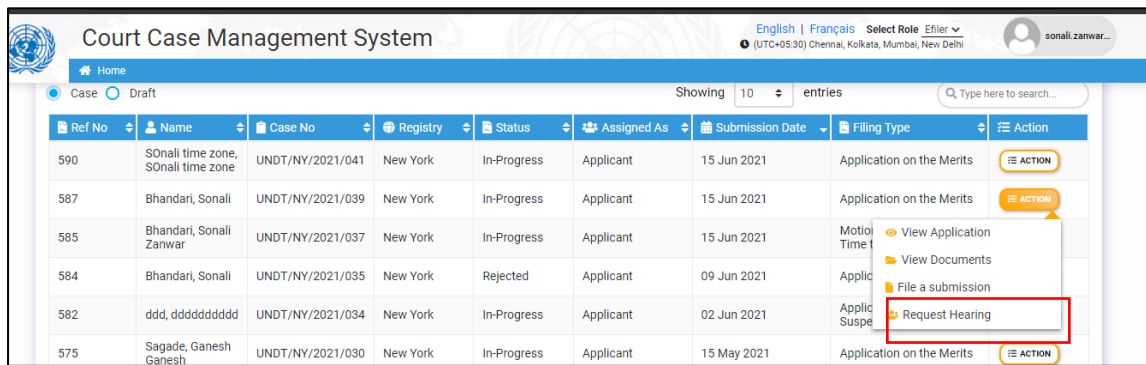 English | Français Select Role Efiler
Court Case Management System
(UTC+05:30) Chennai, Kolkata, Mumbai, New Delhi
sonali.zanwar...
Home
Case Draft Showing 10 entries Type here to search...
Ref No Name Case No Registry Status Assigned As Submission Date Filing Type Action
590 SOnali time zone, SOnali time zone UNDT/NY/2021/041 New York In-Progress Applicant 15 Jun 2021 Application on the Merits ACTION
587 Bhandari, Sonali UNDT/NY/2021/039 New York In-Progress Applicant 15 Jun 2021 Application on the Merits ACTION
585 Bhandari, Sonali Zanwar UNDT/NY/2021/037 New York In-Progress Applicant 15 Jun 2021 Time
View Application
View Documents
584 Bhandari, Sonali UNDT/NY/2021/035 Rejected New York Applicant 09 Jun 2021
File a submission
582 ddd, dddddddddd UNDT/NY/2021/034 New York In-Progress Applicant 02 Jun 2021
Request Hearing
575 Sagade, Ganesh Ganesh UNDT/NY/2021/030 New York In-Progress Applicant 15 May 2021 Application on the Merits ACTION